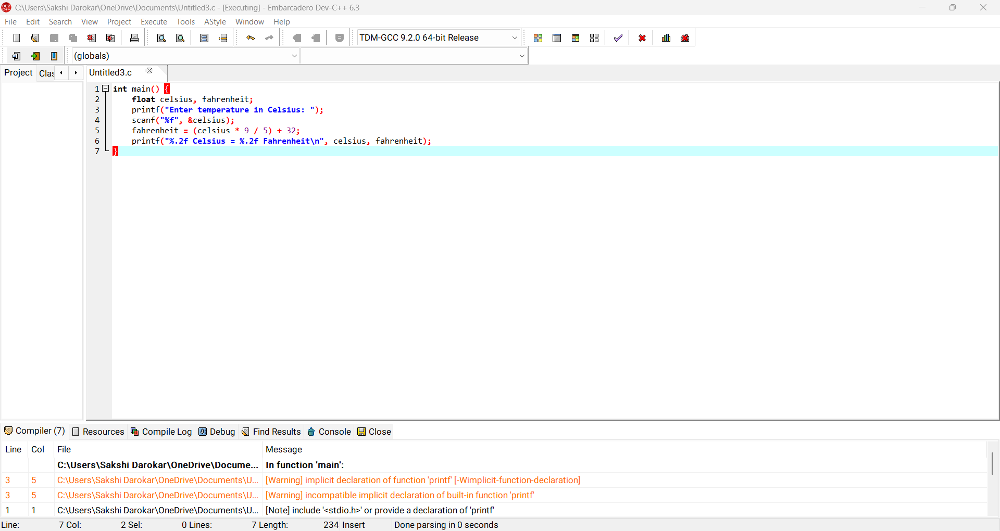 C:\Users\Sakshi Darokar\OneDrive\Documents\Untitled3.c - [Executing] - Embarcadero Dev-C++ 6.3
File Edit Search View Project Execute Tools AStyle Window Help
TDM-GCC 9.2.0 64-bit Release
(globals)
Project Clas Untitled3.c
1 int main() {
2 float celsius, fahrenheit;
3 printf("Enter temperature in Celsius: ");
4 scanf("%f", &celsius);
5 fahrenheit = (celsius * 9 / 5) + 32;
6 printf("%.2f Celsius = %.2f Fahrenheit\n", celsius, fahrenheit);
7 }
Compiler (7) Resources Compile Log Debug Find Results Console Close
Line Col File Message
C:\Users\Sakshi Darokar\OneDrive\Docume... In function 'main':
3 5 C:\Users\Sakshi Darokar\OneDrive\Documents\U... [Warning] implicit declaration of function 'printf' [-Wimplicit-function-declaration]
3 5 C:\Users\Sakshi Darokar\OneDrive\Documents\U... [Warning] incompatible implicit declaration of built-in function 'printf'
1 1 C:\Users\Sakshi Darokar\OneDrive\Documents\U... [Note] include '<stdio.h>' or provide a declaration of 'printf'
Line: 7 Col: 2 Sel: 0 Lines: 7 Length: 234 Insert Done parsing in 0 seconds